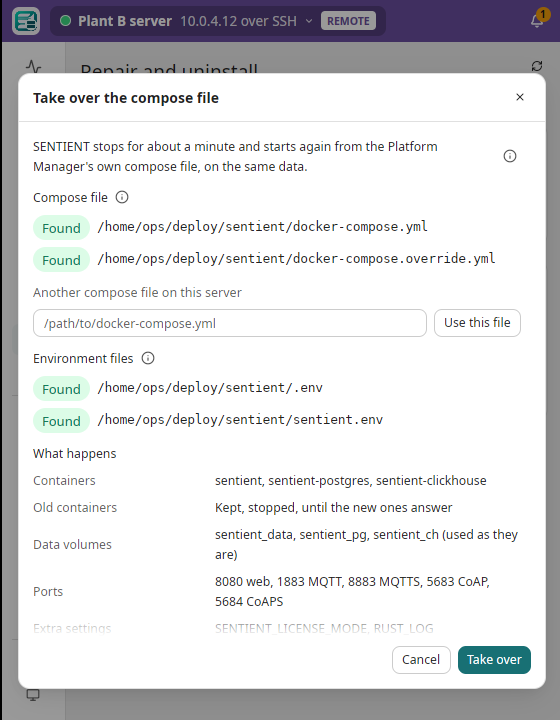 Plant B server 10.0.4.12 over SSH REMOTE
1
Repair and uninstall
Take over the compose file
SENTIENT stops for about a minute and starts again from the Platform
Manager's own compose file, on the same data.
Compose file
Found /home/ops/deploy/sentient/docker-compose.yml
Found /home/ops/deploy/sentient/docker-compose.override.yml
Another compose file on this server
/path/to/docker-compose.yml Use this file
Environment files
Found /home/ops/deploy/sentient/.env
Found /home/ops/deploy/sentient/sentient.env
What happens
Containers sentient, sentient-postgres, sentient-clickhouse
Old containers Kept, stopped, until the new ones answer
Data volumes sentient_data, sentient_pg, sentient_ch (used as they
are)
Ports 8080 web, 1883 MQTT, 8883 MQTTS, 5683 CoAP,
5684 CoAPS
Extra settings SENTIENT_LICENSE_MODE, RUST_LOG
Cancel Take over